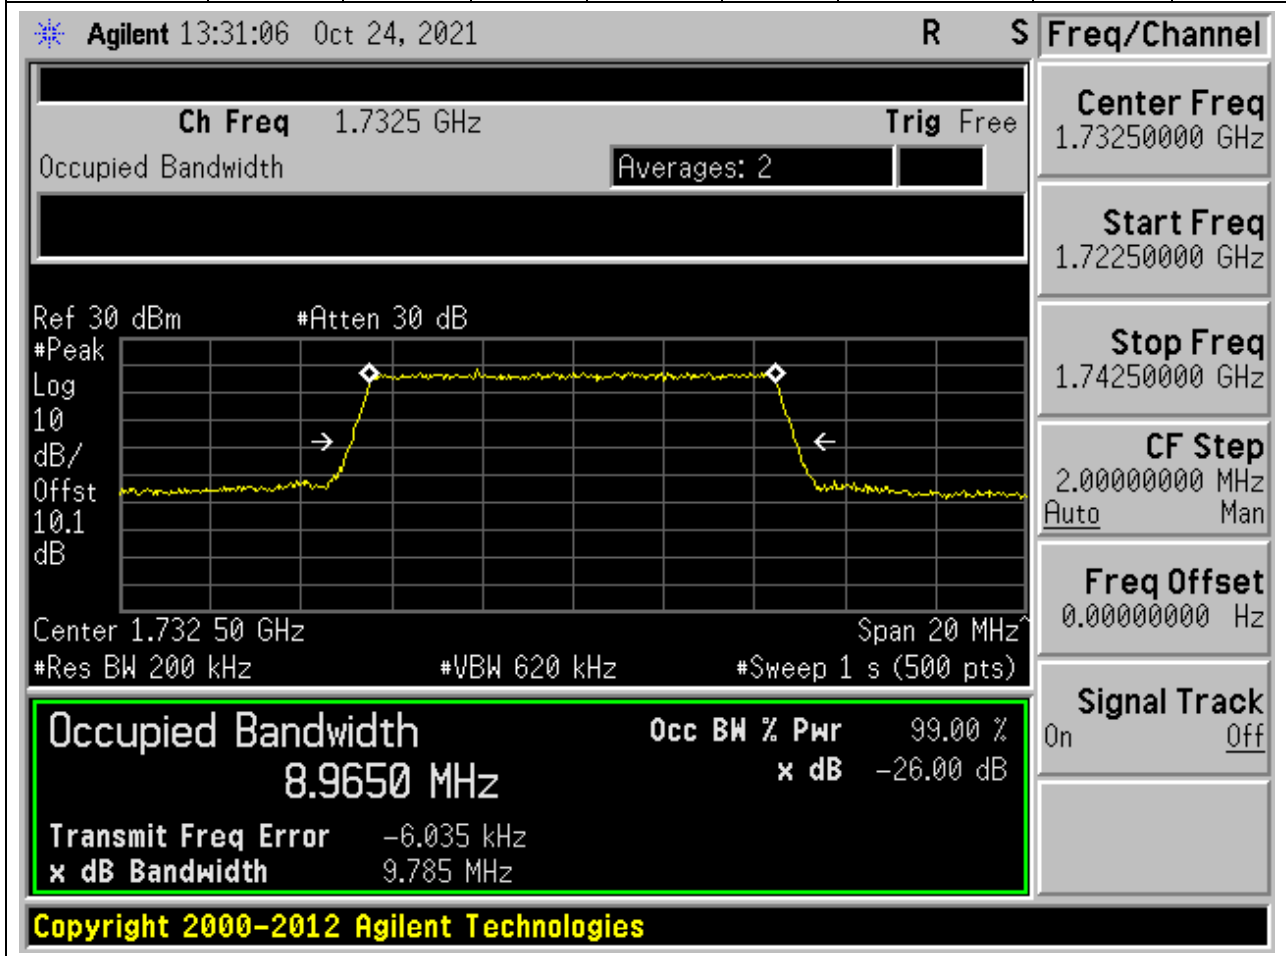 Agilent 13:31:06 Oct 24, 2021 R S
Freq/Channel
Ch Freq 1.7325 GHz Trig Free
Occupied Bandwidth Averages: 2
Center Freq
1.73250000 GHz
Start Freq
1.72250000 GHz
Stop Freq
1.74250000 GHz
CF Step
2.00000000 MHz
Auto Man
Freq Offset
0.00000000 Hz
Signal Track
On Off
Ref 30 dBm #Atten 30 dB
#Peak
Log
10
dB/
Offst
10.1
dB
Center 1.732 50 GHz Span 20 MHz^
#Res BW 200 kHz #VBW 620 kHz #Sweep 1 s (500 pts)
Occupied Bandwidth Occ BW % Pwr 99.00 %
8.9650 MHz x dB -26.00 dB
Transmit Freq Error -6.035 kHz
x dB Bandwidth 9.785 MHz
Copyright 2000-2012 Agilent Technologies